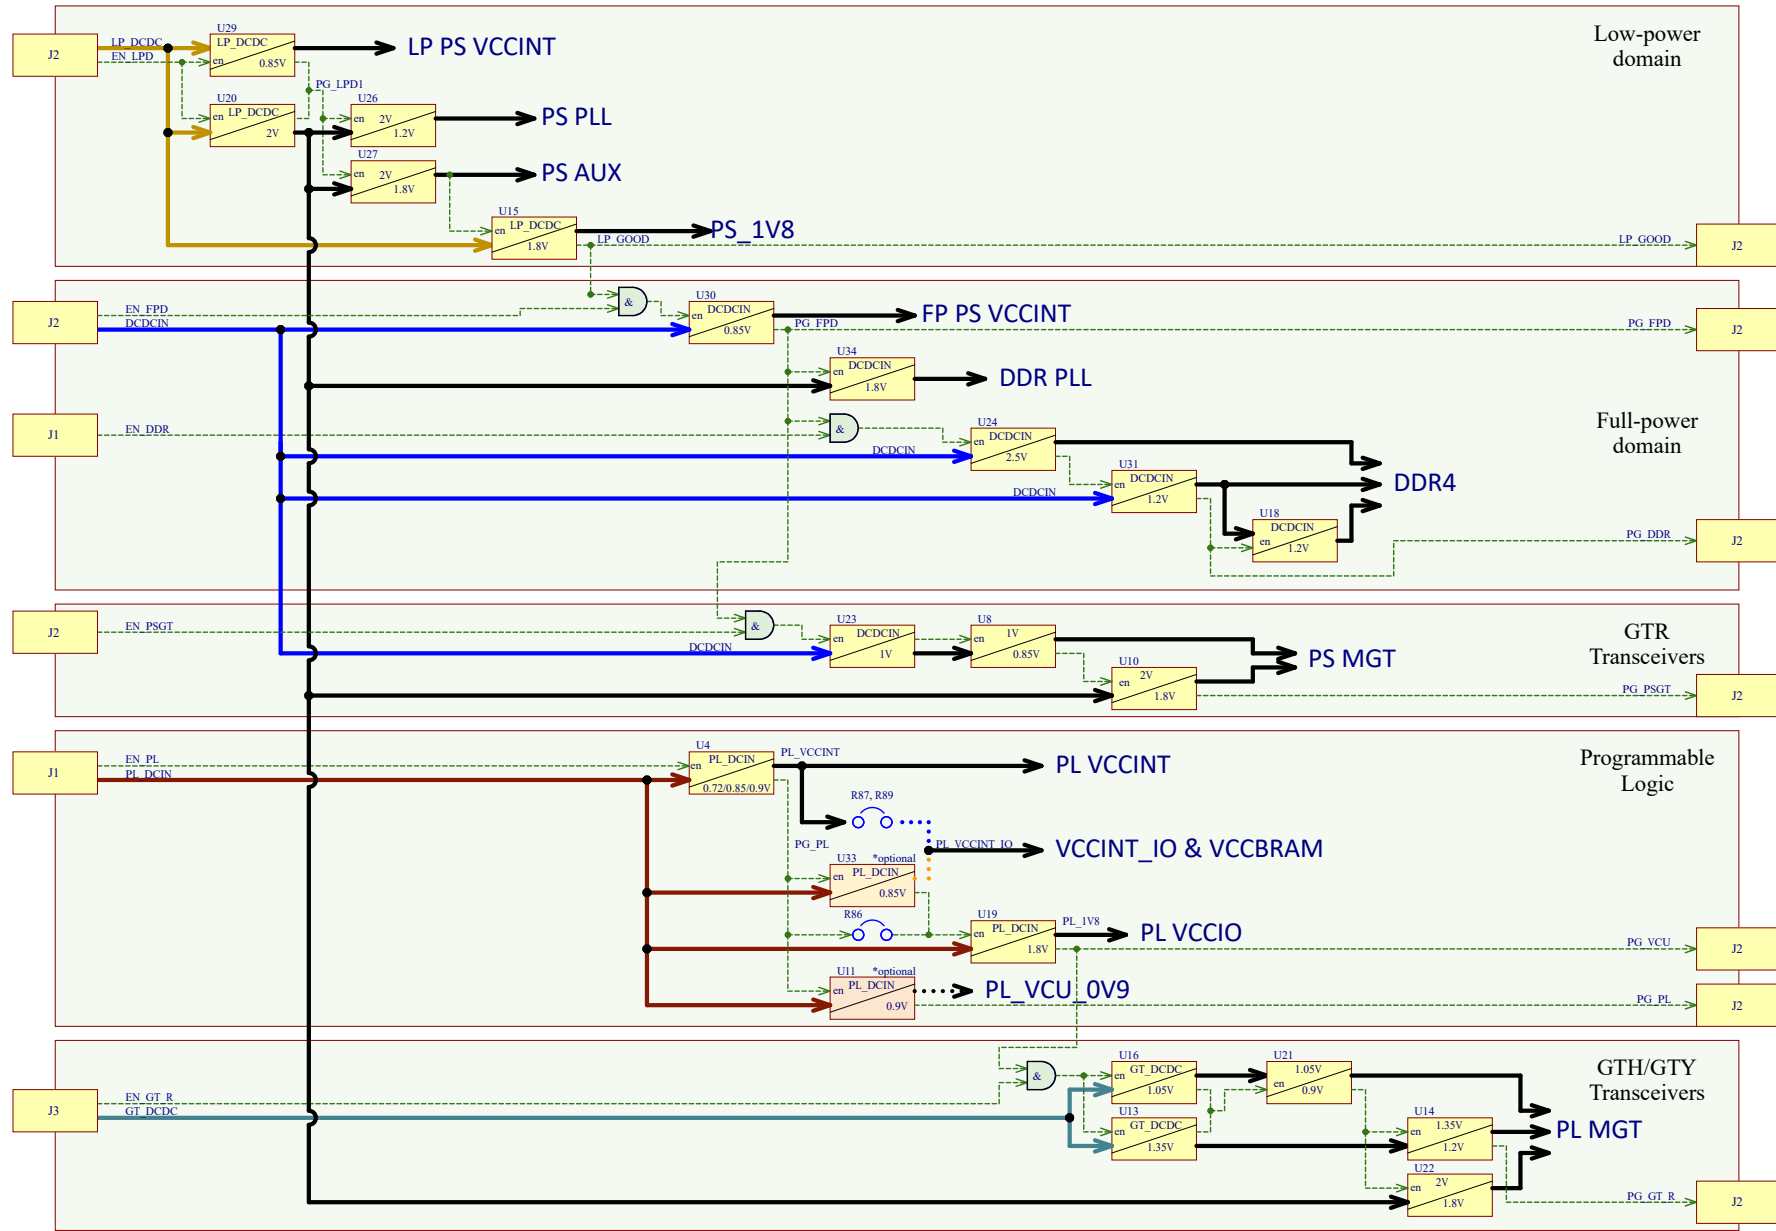 Low-power
domain
J2
LP_DCDC
EN_LPD
U29
LP_DCDC
en
0.85V
LP PS VCCINT
PG_LPD1
U20
en
LP_DCDC
2V
U26
en
2V
1.2V
PS PLL
U27
en
2V
1.8V
PS AUX
U15
en
LP_DCDC
1.8V
PS_1V8
LP_GOOD
LP_GOOD
J2
J2
EN_FPD
DCDCIN
&
U30
DCDCIN
en
0.85V
FP PS VCCINT
PG_FPD
PG_FPD
J2
U34
en
DCDCIN
1.8V
DDR PLL
Full-power
domain
J1
EN_DDR
&
U24
DCDCIN
en
2.5V
DCDCIN
U31
DCDCIN
en
1.2V
DCDCIN
DDR4
U18
DCDCIN
en
1.2V
PG_DDR
J2
GTR
Transceivers
J2
EN_PSGT
&
DCDCIN
U23
DCDCIN
en
1V
U8
1V
en
0.85V
PS MGT
U10
2V
en
1.8V
PG_PSGT
J2
Programmable
Logic
J1
EN_PL
PL_DCIN
U4
PL_DCIN
en
0.72/0.85/0.9V
PL_VCCINT
PL VCCINT
R87, R89
PG_PL
PL_VCCINT_IO
VCCINT_IO & VCCBRAM
U33
*optional
PL_DCIN
en
0.85V
R86
U19
PL_DCIN
en
1.8V
PL_1V8
PL VCCIO
PG_VCU
J2
U11
*optional
PL_DCIN
en
0.9V
PL_VCU_0V9
PG_PL
J2
GTH/GTY
Transceivers
J3
EN_GT_R
GT_DCDC
&
U16
GT_DCDC
en
1.05V
U21
1.05V
en
0.9V
U13
GT_DCDC
en
1.35V
U14
1.35V
en
1.2V
PL MGT
U22
2V
en
1.8V
PG_GT_R
J2